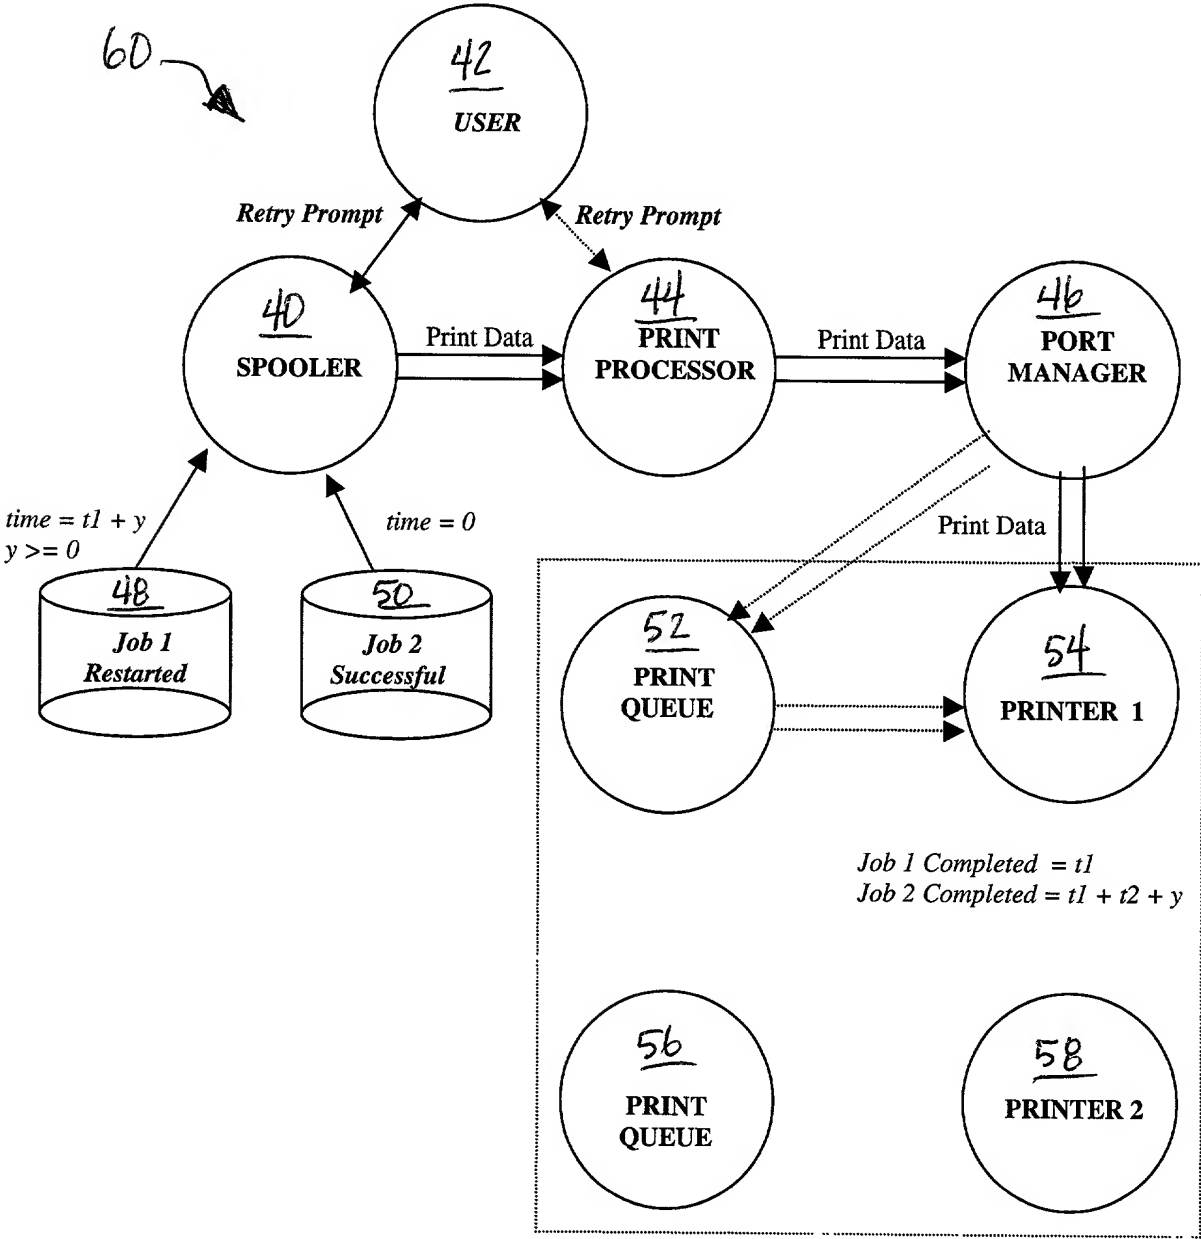 60
42
USER
Retry Prompt
Retry Prompt
40
SPOOLER
Print Data
44
PRINT
PROCESSOR
Print Data
46
PORT
MANAGER
time = t1 + y
y >= 0
time = 0
Print Data
48
Job 1
Restarted
50
Job 2
Successful
52
PRINT
QUEUE
54
PRINTER 1
Job 1 Completed = t1
Job 2 Completed = t1 + t2 + y
56
PRINT
QUEUE
58
PRINTER 2